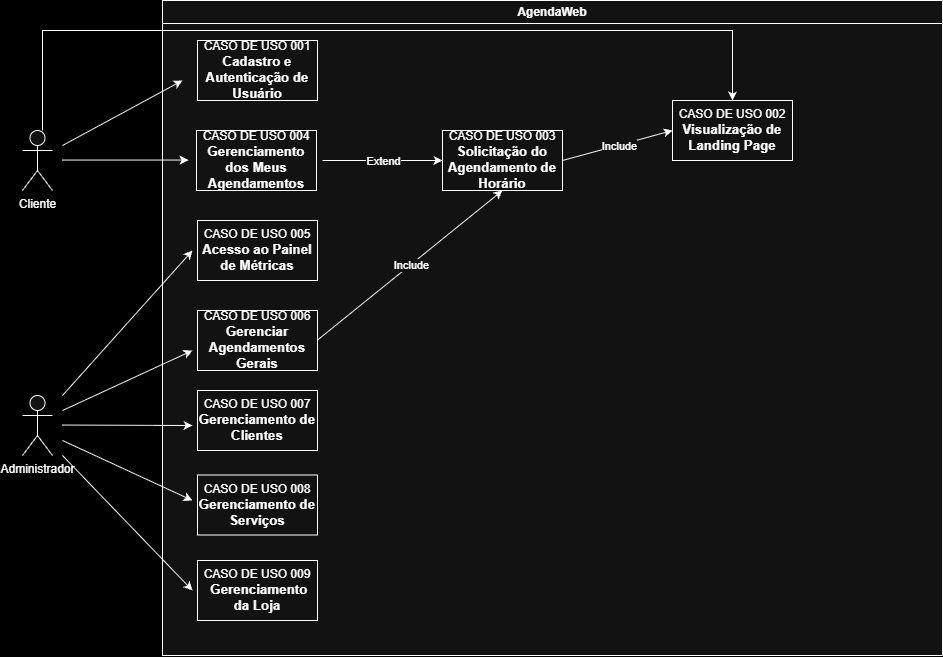 AgendaWeb
CASO DE USO 001
Cadastro e
Autenticação de
Usuário
CASO DE USO 002
Visualização de
Landing Page
CASO DE USO 004
Gerenciamento
dos Meus
Agendamentos
Extend
CASO DE USO 003
Solicitação do
Agendamento de
Horário
Include
Cliente
CASO DE USO 005
Acesso ao Painel
de Métricas
Include
CASO DE USO 006
Gerenciar
Agendamentos
Gerais
CASO DE USO 007
Gerenciamento de
Clientes
Administrador
CASO DE USO 008
Gerenciamento de
Serviços
CASO DE USO 009
Gerenciamento
da Loja